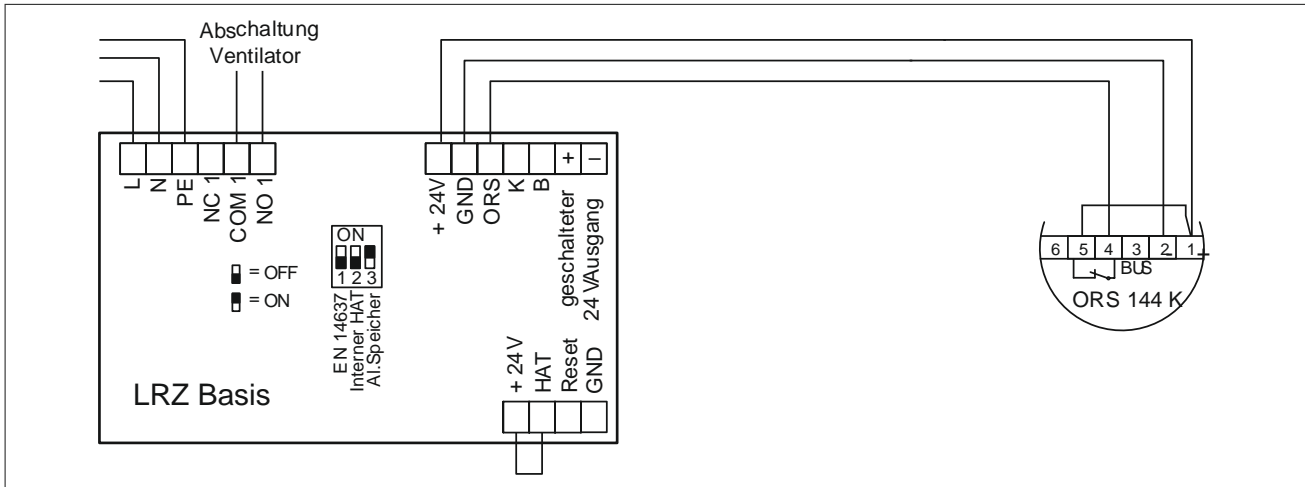 Abschaltung
Ventilator
L
N
PE
NC 1
COM 1
NO 1
+ 24V
GND
ORS
K
B
+
–
geschalteter
24 VAusgang
ON
1 2 3
= OFF
= ON
EN 14637
Interner HAT
Al.Speicher
LRZ Basis
+ 24 V
HAT
Reset
GND
6 5 4 3 2 - 1 +
BUS
ORS 144 K